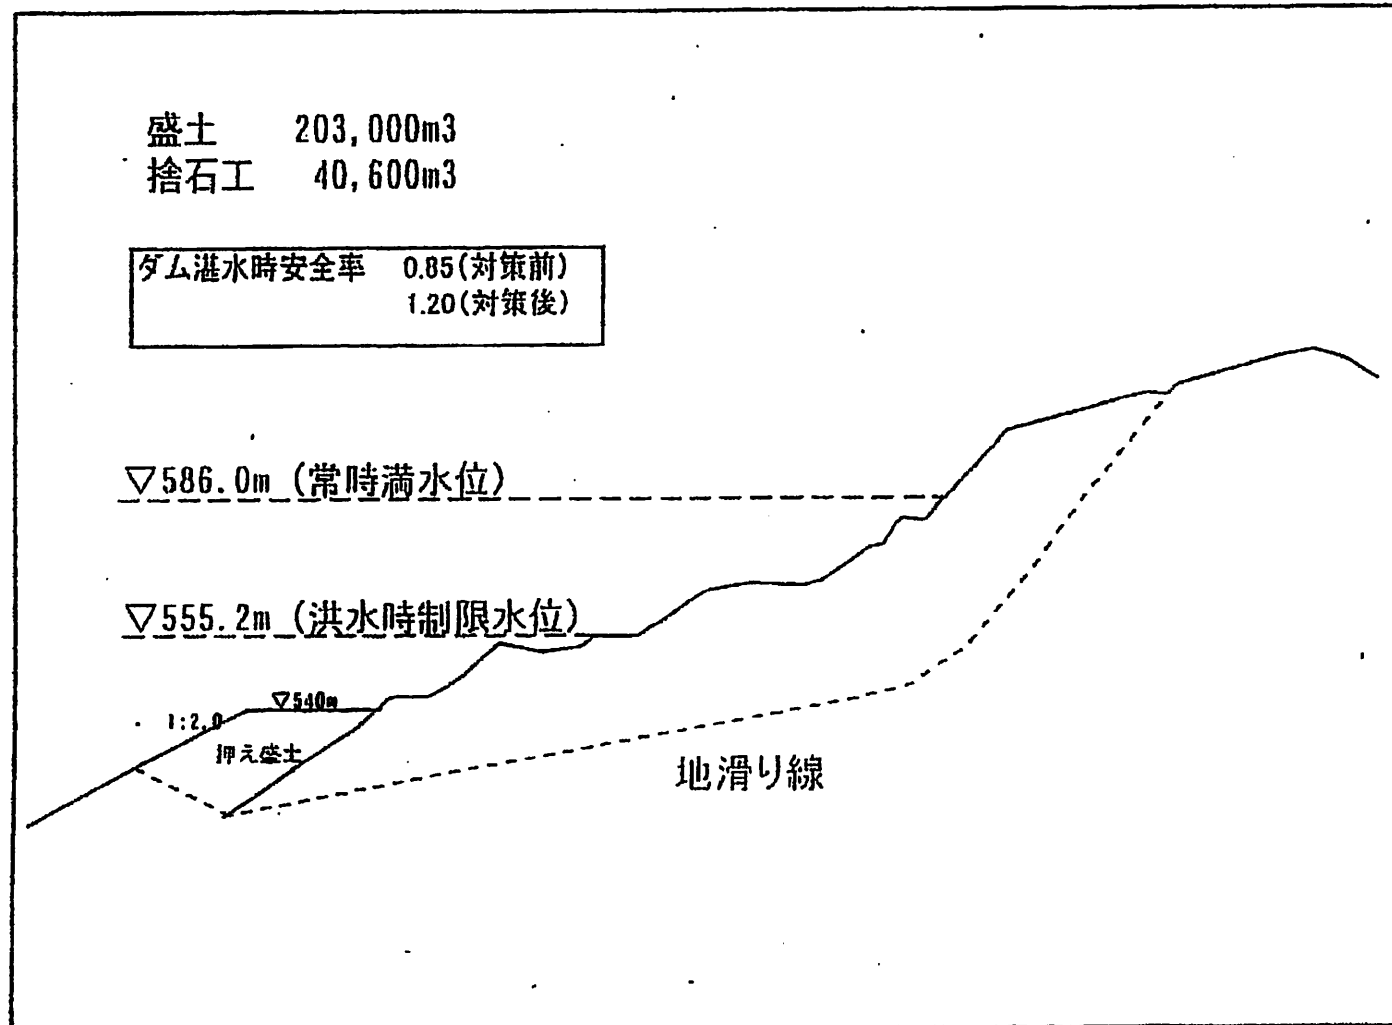 盛土 203,000m3
捨石工 40,600m3
ダム湛水時安全率 0.85(対策前)
1.20(対策後)
▽586.0m (常時満水位)
▽555.2m (洪水時制限水位)
▽540m
1:2.0
押え盛土
地滑り線